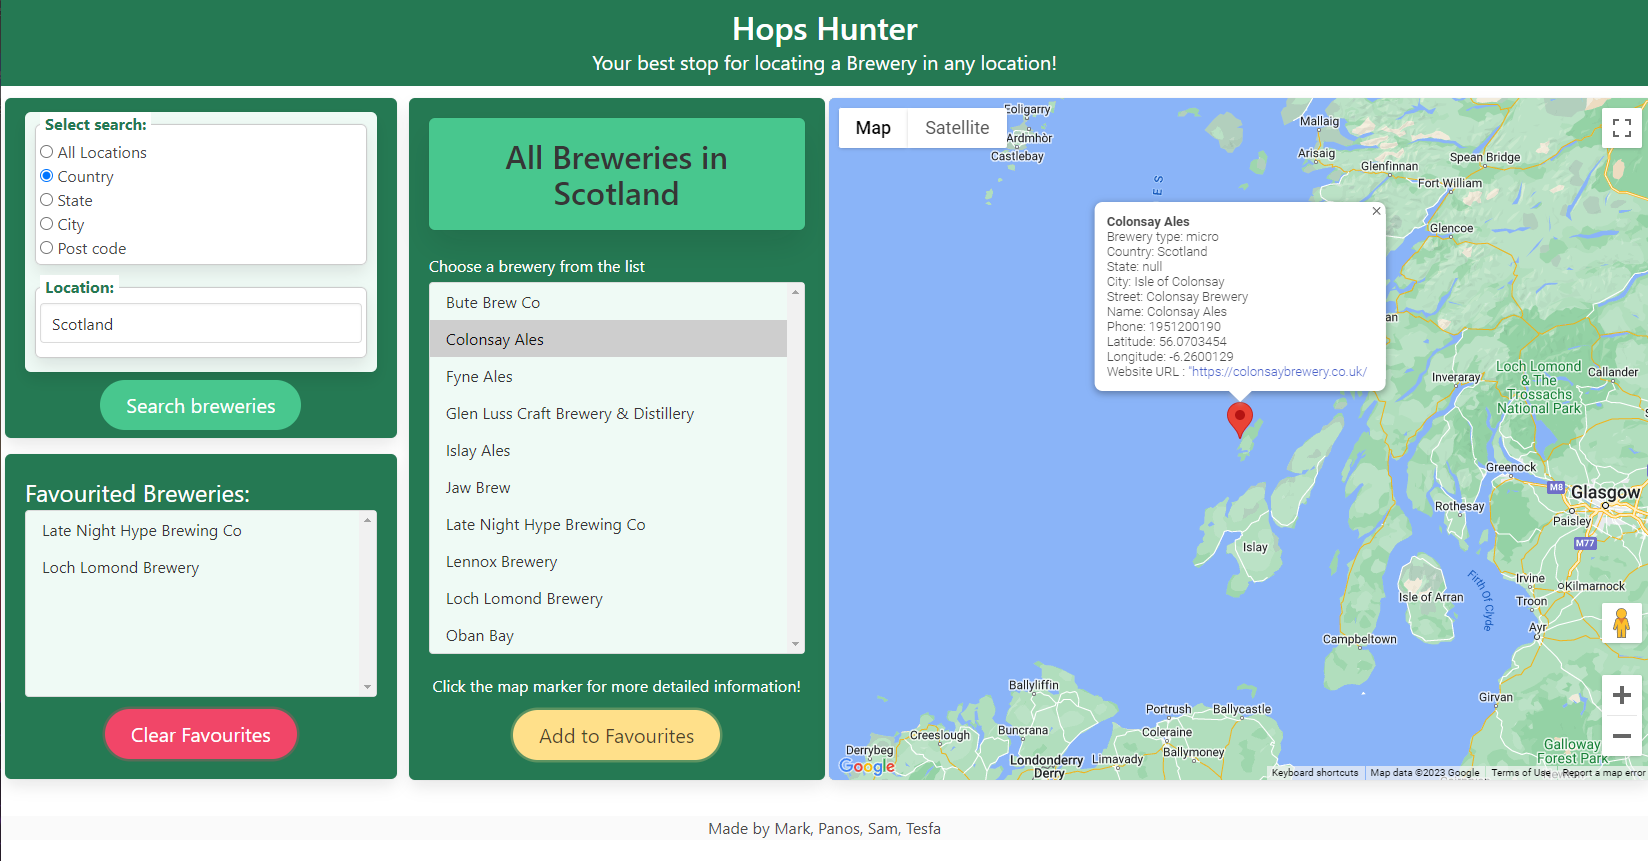 Hops Hunter
Your best stop for locating a Brewery in any location!
Select search:
All Locations
Country
State
City
Post code
Location:
Scotland
Search breweries
Favourited Breweries:
Late Night Hype Brewing Co
Loch Lomond Brewery
Clear Favourites
All Breweries in
Scotland
Choose a brewery from the list
Bute Brew Co
Colonsay Ales
Fyne Ales
Glen Luss Craft Brewery & Distillery
Islay Ales
Jaw Brew
Late Night Hype Brewing Co
Lennox Brewery
Loch Lomond Brewery
Oban Bay
Click the map marker for more detailed information!
Add to Favourites
Map
Satellite
Eoligarry
Ardmhòr
Castlebay
Mallaig
Arisaig
Glenfinnan
Spean Bridge
Fort William
Glencoe
E S
Colonsay Ales
Brewery type: micro
Country: Scotland
State: null
City: Isle of Colonsay
Street: Colonsay Brewery
Name: Colonsay Ales
Phone: 1951200190
Latitude: 56.0703454
Longitude: -6.2600129
Website URL : "https://colonsaybrewery.co.uk/
an
Loch Lomond
& The
Trossachs
National Park
Callander
Inveraray
Greenock
M8
Glasgow
Rothesay
Paisley
M77
Islay
Firth Of Clyde
Irvine
Kilmarnock
Isle of Arran
Troon
Ayr
Campbeltown
Ballyliffin
Girvan
Portrush
Ballycastle
Buncrana
Coleraine
Creeslough
Ballymoney
Derrybeg
Londonderry
Derry
Limavady
Galloway
Forest Park
Google
Keyboard shortcuts
Map data ©2023 Google
Terms of Use
Report a map error
Made by Mark, Panos, Sam, Tesfa